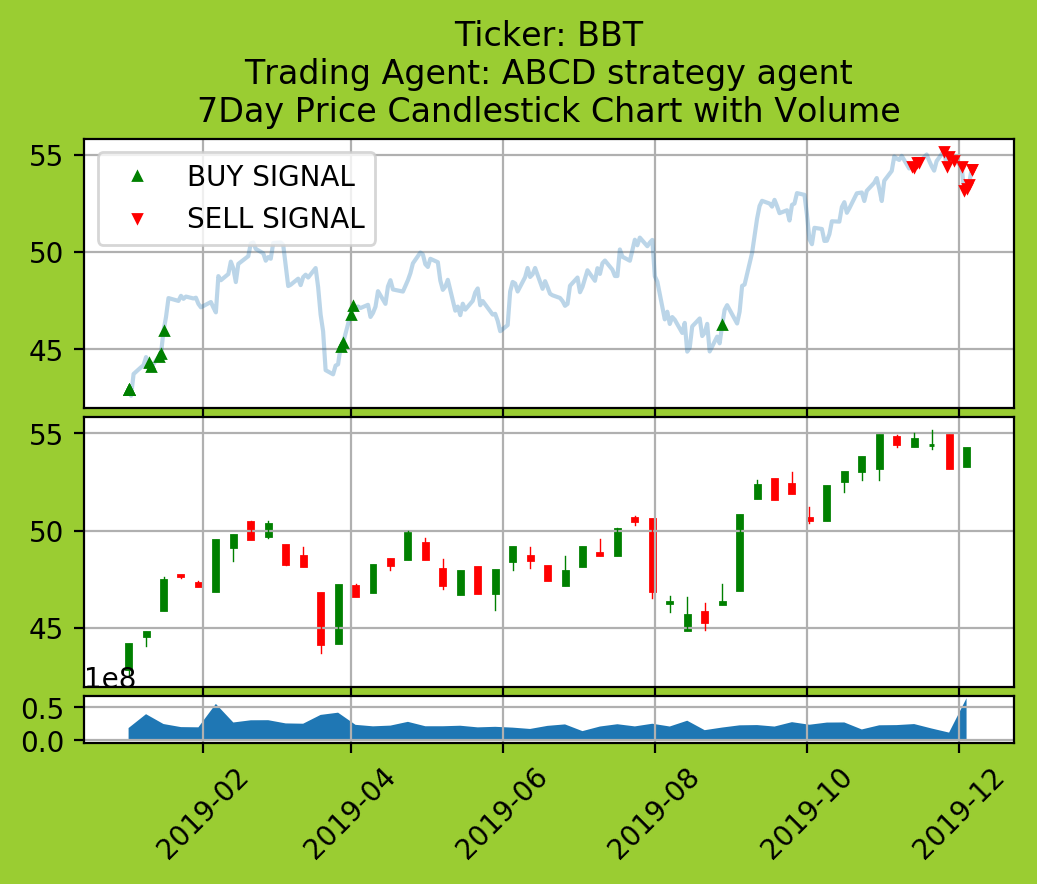 Ticker: BBT
Trading Agent: ABCD strategy agent
7Day Price Candlestick Chart with Volume
55
BUY SIGNAL
SELL SIGNAL
50
45
55
50
45
1e8
0.5
0.0
2019-02
2019-04
2019-06
2019-08
2019-10
2019-12